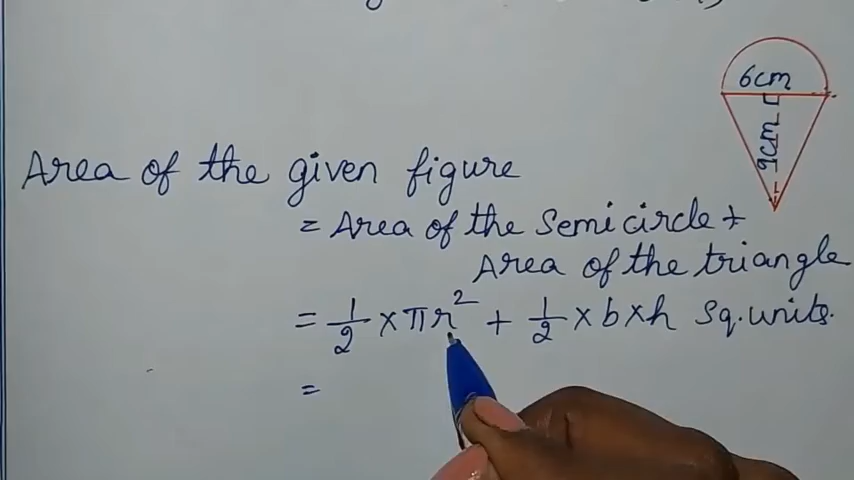 6cm
9cm
Area of the given figure
= Area of the Semicircle +
Area of the triangle
= 1/2 × πr² + 1/2 × b × h Sq.units.
=